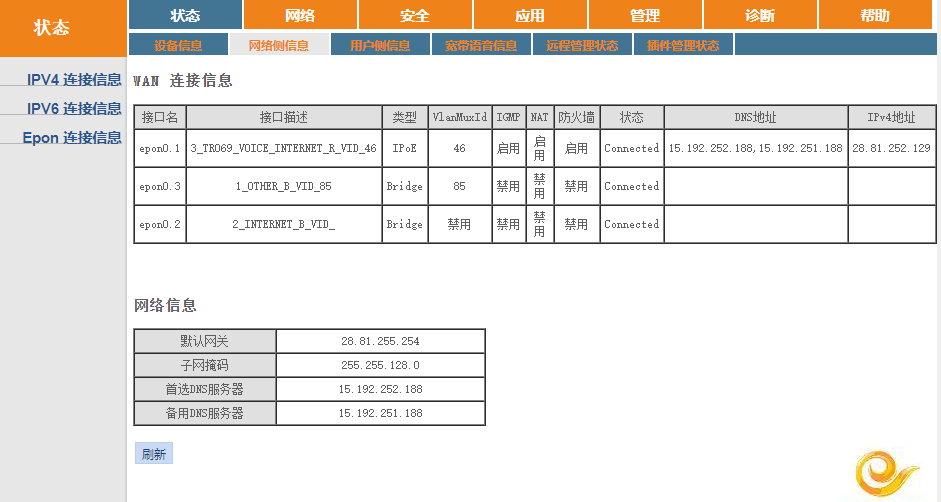 状态
状态 网络 安全 应用 管理 诊断 帮助
设备信息 网络侧信息 用户侧信息 宽带语音信息 远程管理状态 插件管理状态
IPV4 连接信息
IPV6 连接信息
Epon 连接信息
WAN 连接信息
接口名 接口描述 类型 VlanMuxId IGMP NAT 防火墙 状态 DNS地址 IPv4地址
epon0.1 3_TR069_VOICE_INTERNET_R_VID_46 IPoE 46 启用 启用 启用 Connected 15.192.252.188,15.192.251.188 28.81.252.129
epon0.3 1_OTHER_B_VID_85 Bridge 85 禁用 禁用 禁用 Connected
epon0.2 2_INTERNET_B_VID_ Bridge 禁用 禁用 禁用 禁用 Connected
网络信息
默认网关 28.81.255.254
子网掩码 255.255.128.0
首选DNS服务器 15.192.252.188
备用DNS服务器 15.192.251.188
刷新